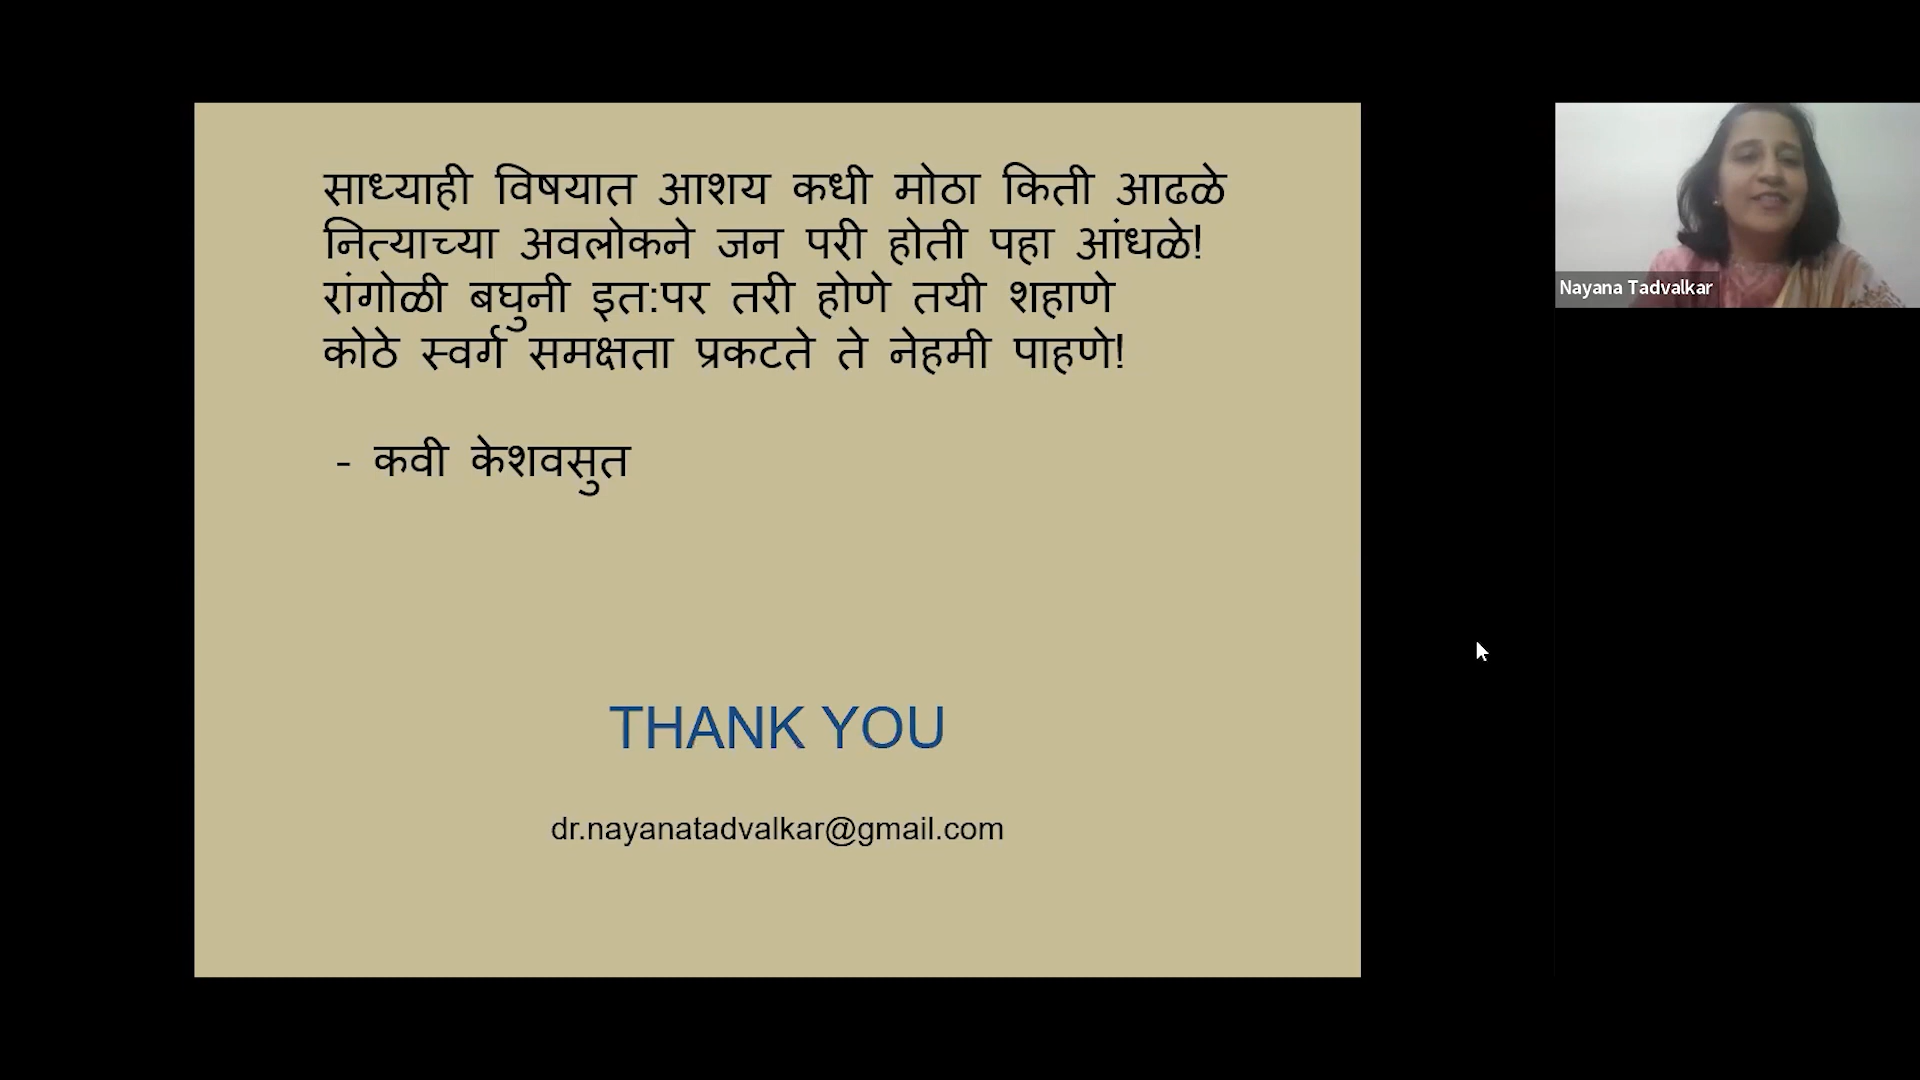 साध्याही विषयात आशय कधी मोठा किती आढळे
नित्याच्या अवलोकने जन परी होती पहा आंधळे!
रांगोळी बघुनी इत:पर तरी होणे तयी शहाणे
कोठे स्वर्ग समक्षता प्रकटते ते नेहमी पाहणे!
- कवी केशवसुत
THANK YOU
dr.nayanatadvalkar@gmail.com
Nayana Tadvalkar